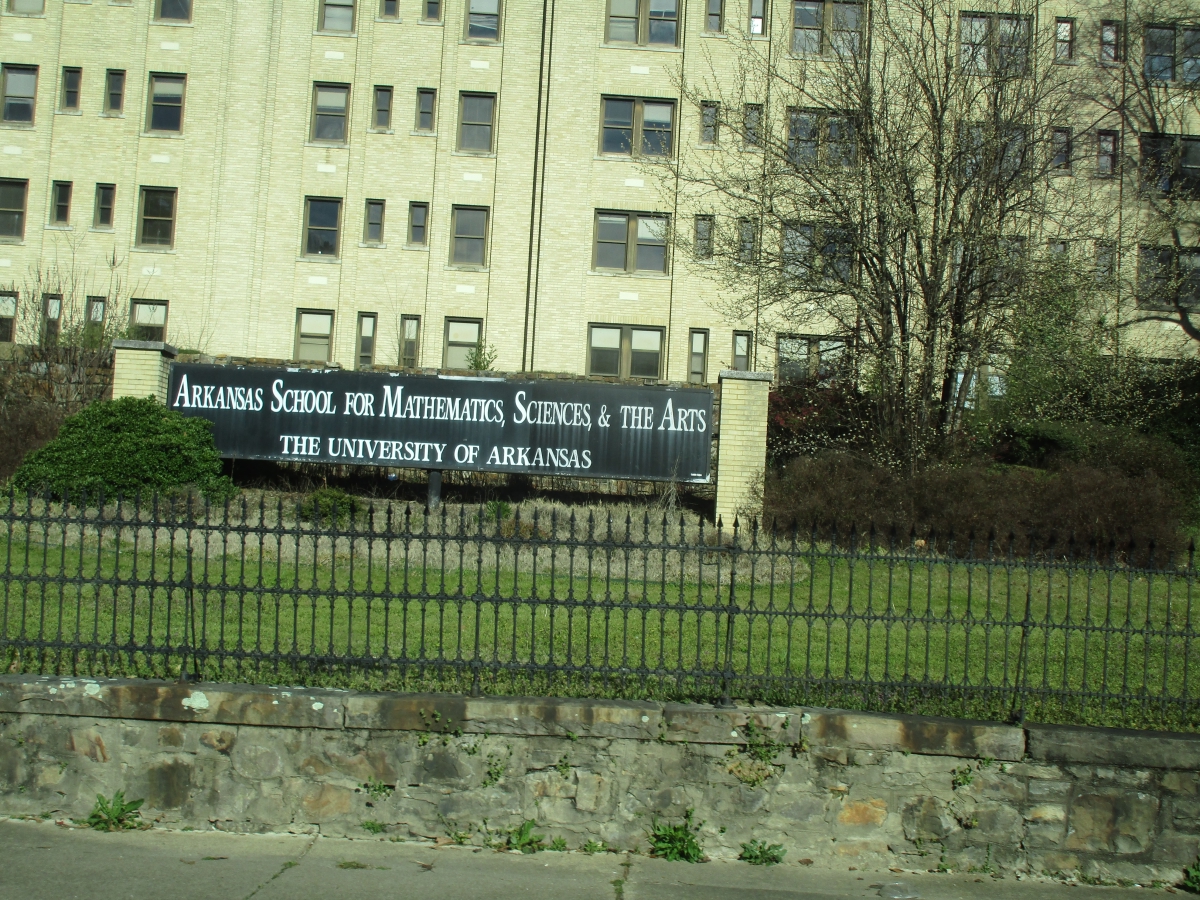 ARKANSAS SCHOOL FOR MATHEMATICS, SCIENCES, & THE ARTS
THE UNIVERSITY OF ARKANSAS